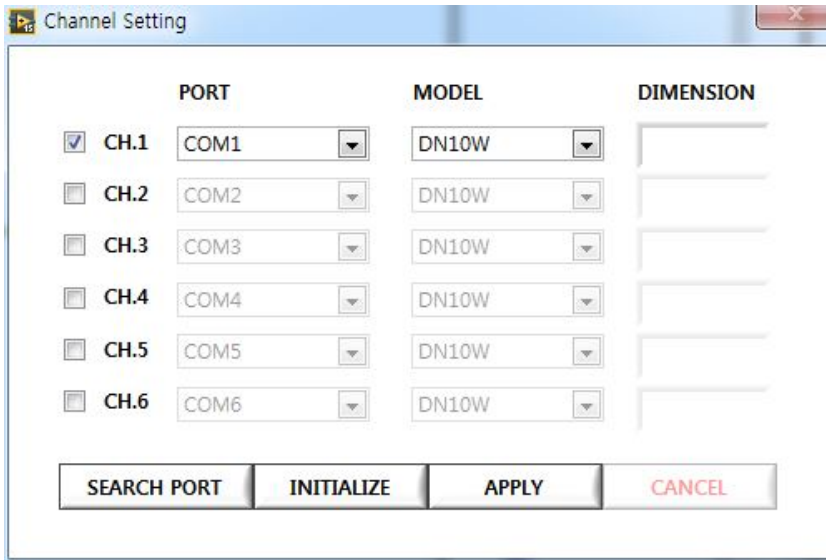 Channel Setting
PORT MODEL DIMENSION
CH.1 COM1 DN10W
CH.2 COM2 DN10W
CH.3 COM3 DN10W
CH.4 COM4 DN10W
CH.5 COM5 DN10W
CH.6 COM6 DN10W
SEARCH PORT INITIALIZE APPLY CANCEL